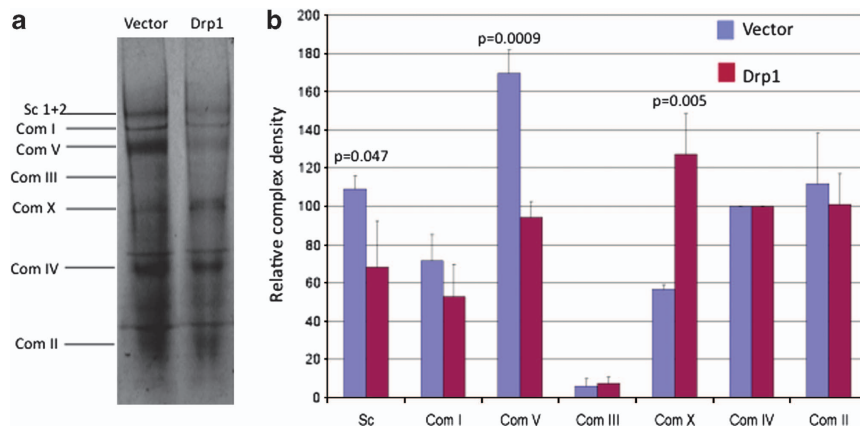 a
Vector Drp1
Sc 1+2
Com I
Com V
Com III
Com X
Com IV
Com II
b
Relative complex density
200
180
160
140
120
100
80
60
40
20
0
p=0.047
p=0.0009
p=0.005
Vector
Drp1
Sc Com I Com V Com III Com X Com IV Com II